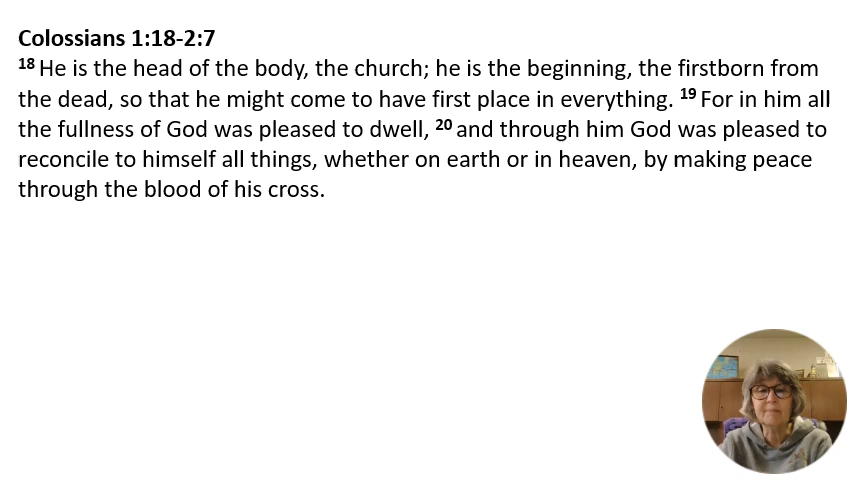 Colossians 1:18-2:7
18 He is the head of the body, the church; he is the beginning, the firstborn from
the dead, so that he might come to have first place in everything. 19 For in him all
the fullness of God was pleased to dwell, 20 and through him God was pleased to
reconcile to himself all things, whether on earth or in heaven, by making peace
through the blood of his cross.